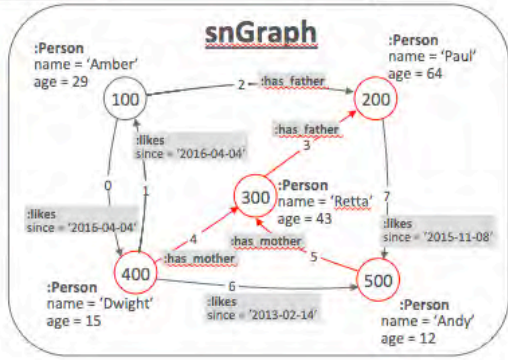 snGraph
:Person
name = 'Amber'
age = 29
:Person
name = 'Paul'
age = 64
100
2
:has_father
200
:has_father
3
:likes
since = '2016-04-04'
0
1
:likes
since = '2016-04-04'
300
:Person
name = 'Retta'
age = 43
7
:likes
since = '2015-11-08'
4
:has_mother
:has_mother
5
400
6
500
:Person
name = 'Dwight'
age = 15
:likes
since = '2013-02-14'
:Person
name = 'Andy'
age = 12